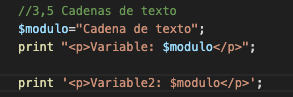 //3,5 Cadenas de texto
$modulo="Cadena de texto";
print "<p>Variable: $modulo</p>";
print '<p>Variable2: $modulo</p>';